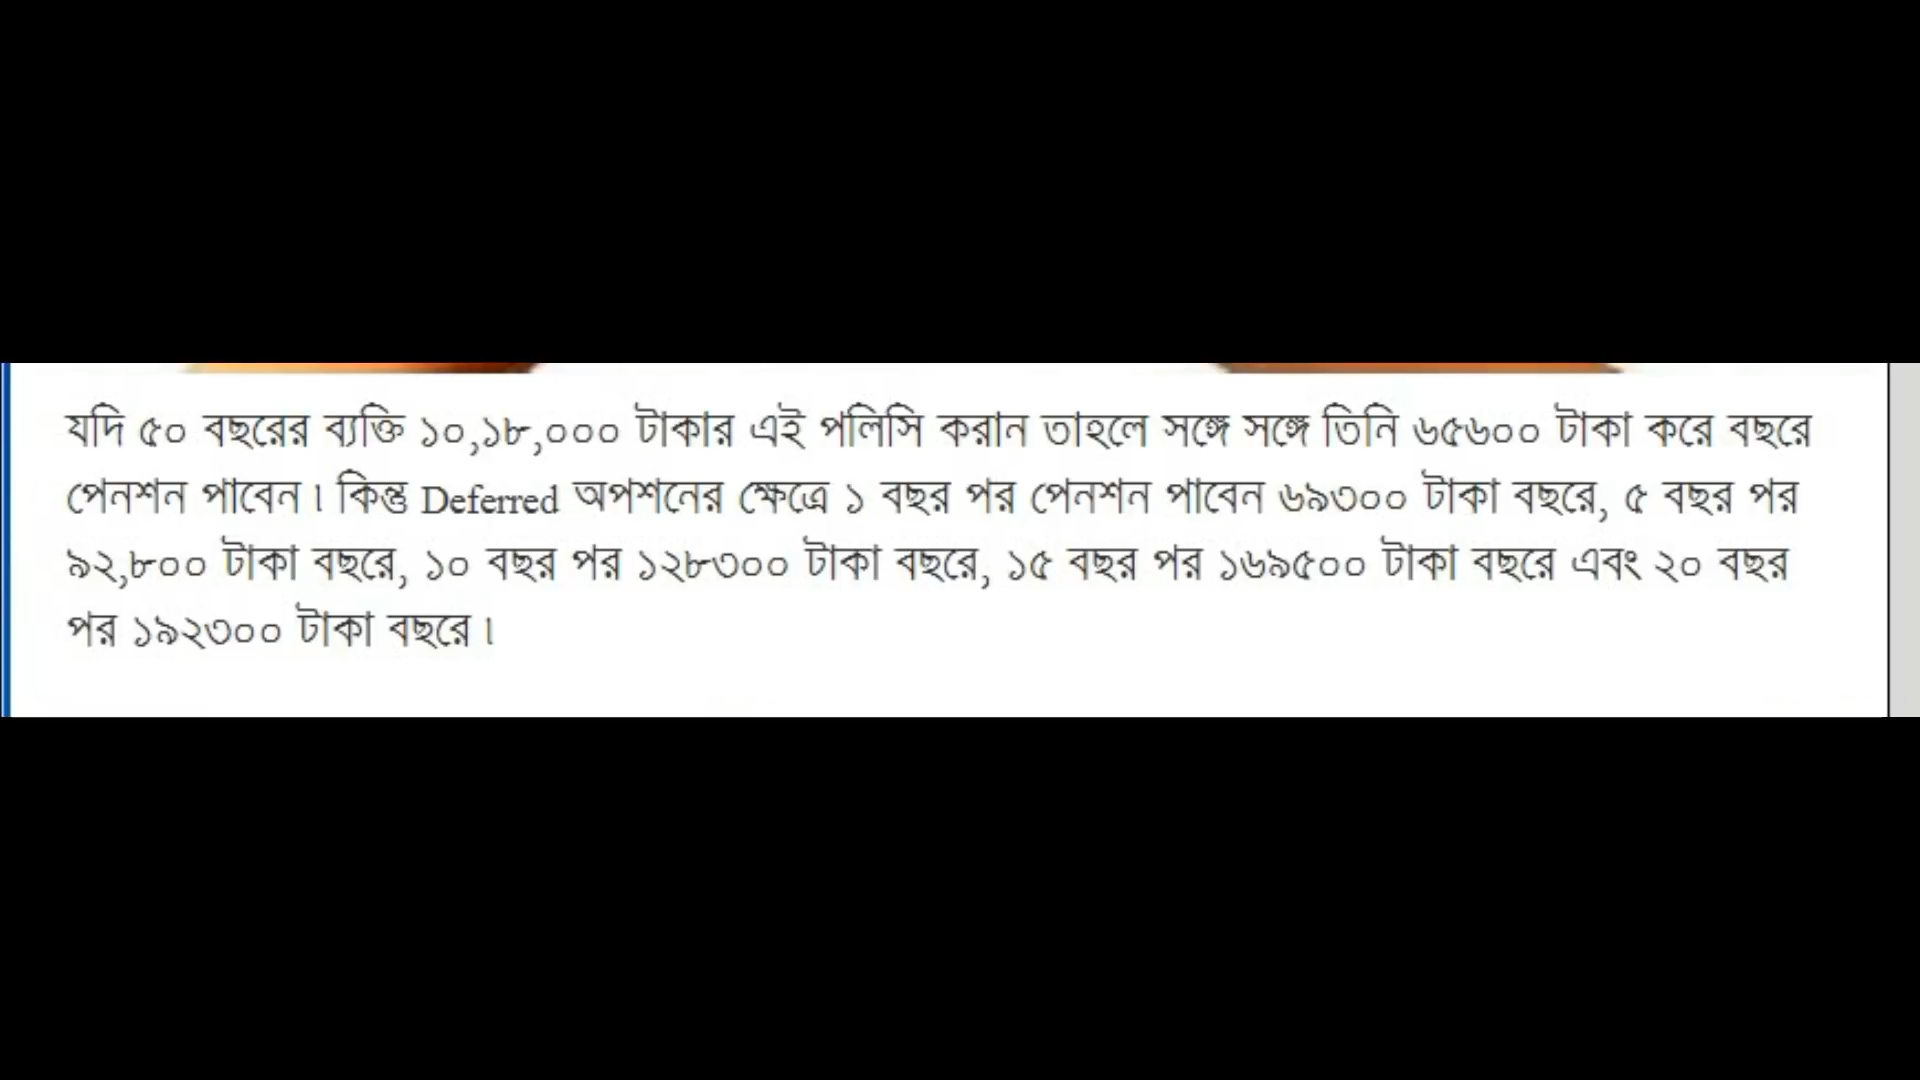 যদি ৫০ বছরের ব্যক্তি ১০,১৮,০০০ টাকার এই পলিসি করান তাহলে সঙ্গে সঙ্গে তিনি ৬৫৬০০ টাকা করে বছরে
পেনশন পাবেন। কিন্তু Deferred অপশনের ক্ষেত্রে ১ বছর পর পেনশন পাবেন ৬৯৩০০ টাকা বছরে, ৫ বছর পর
৯২,৮০০ টাকা বছরে, ১০ বছর পর ১২৮৩০০ টাকা বছরে, ১৫ বছর পর ১৬৯৫০০ টাকা বছরে এবং ২০ বছর
পর ১৯২৩০০ টাকা বছরে।